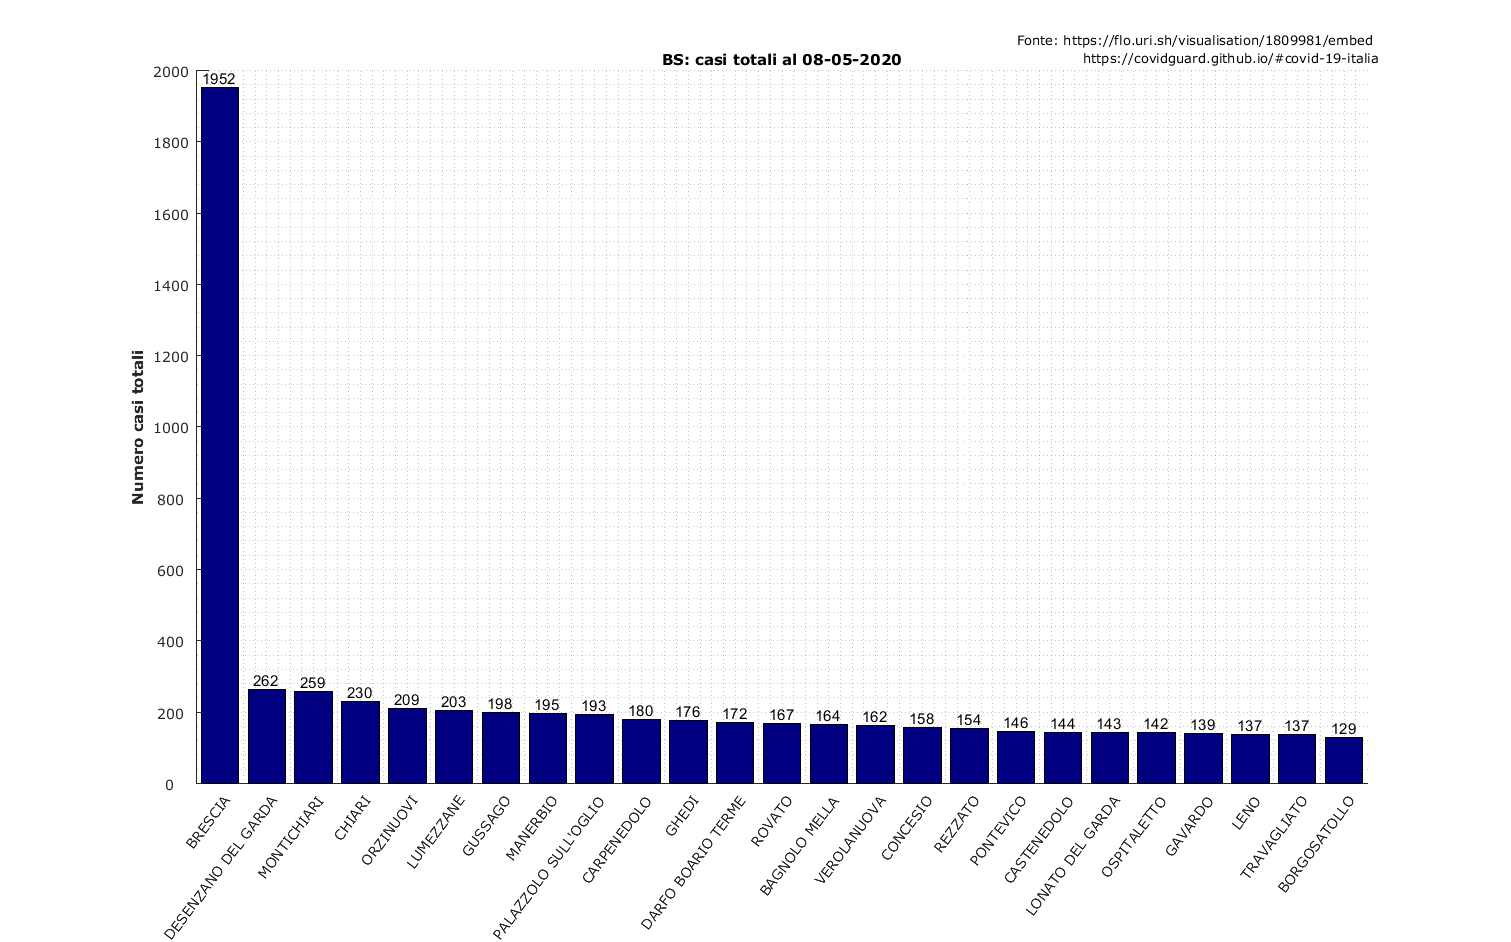 Fonte: https://flo.uri.sh/visualisation/1809981/embed
https://covidguard.github.io/#covid-19-italia
BS: casi totali al 08-05-2020
Numero casi totali
2000
1800
1600
1400
1200
1000
800
600
400
200
0
1952
262
259
230
209
203
198
195
193
180
176
172
167
164
162
158
154
146
144
143
142
139
137
137
129
BRESCIA
DESENZANO DEL GARDA
MONTICHIARI
CHIARI
ORZINUOVI
LUMEZZANE
GUSSAGO
MANERBIO
PALAZZOLO SULL'OGLIO
CARPENEDOLO
GHEDI
DARFO BOARIO TERME
ROVATO
BAGNOLO MELLA
VEROLANUOVA
CONCESIO
REZZATO
PONTEVICO
CASTENEDOLO
LONATO DEL GARDA
OSPITALETTO
GAVARDO
LENO
TRAVAGLIATO
BORGOSATOLLO